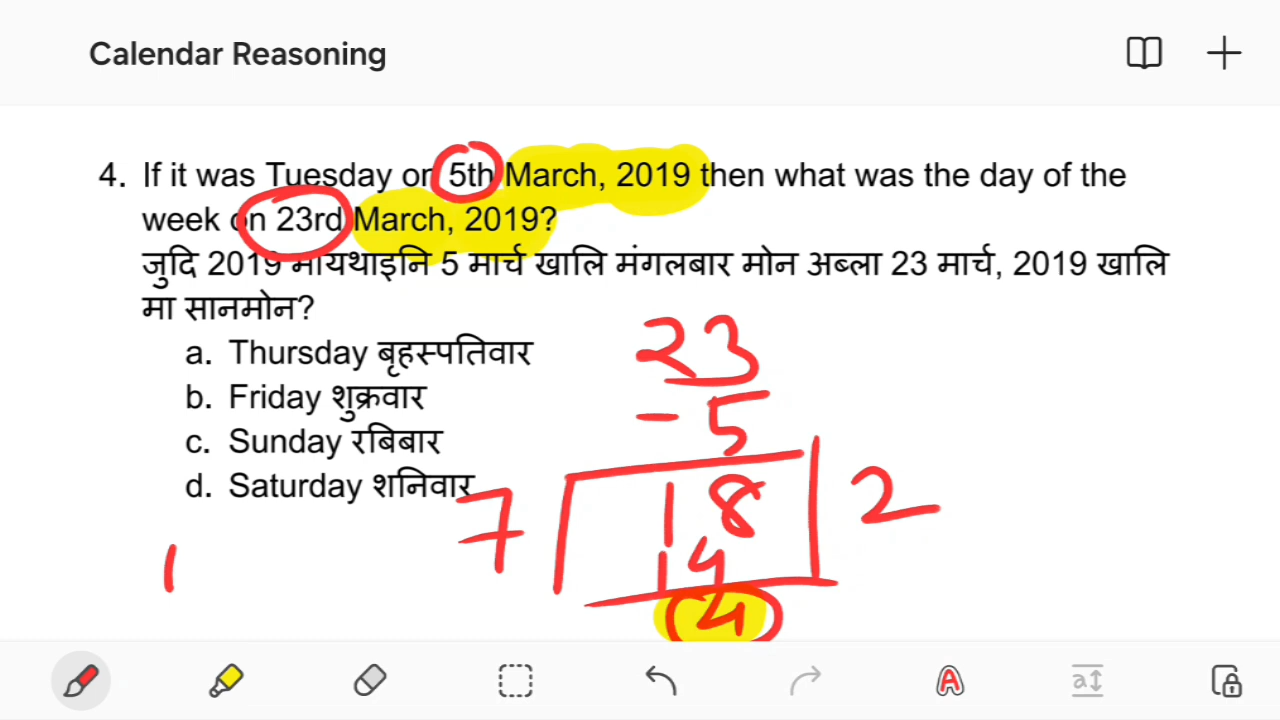 Calendar Reasoning
4. If it was Tuesday on 5th March, 2019 then what was the day of the
week on 23rd March, 2019?
जुदि 2019 मायथाइनि 5 मार्च खालि मंगलबार मोन अब्ला 23 मार्च, 2019 खालि
मा सानमोन?
a. Thursday बृहस्पतिवार
b. Friday शुक्रवार
c. Sunday रबिबार
d. Saturday शनिवार
23
- 5
7 18 2
14
4
1
A
a